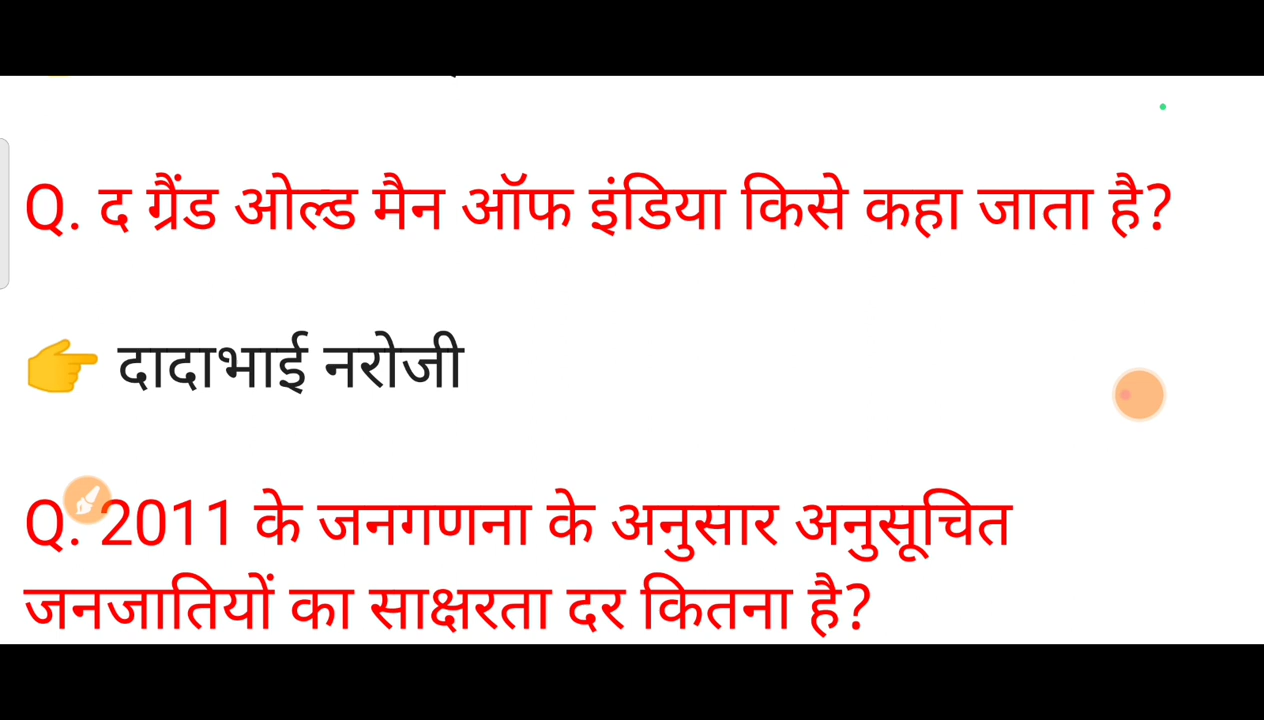 Q. द ग्रैंड ओल्ड मैन ऑफ इंडिया किसे कहा जाता है?
👉 दादाभाई नरोजी
Q. 2011 के जनगणना के अनुसार अनुसूचित
जनजातियों का साक्षरता दर कितना है?